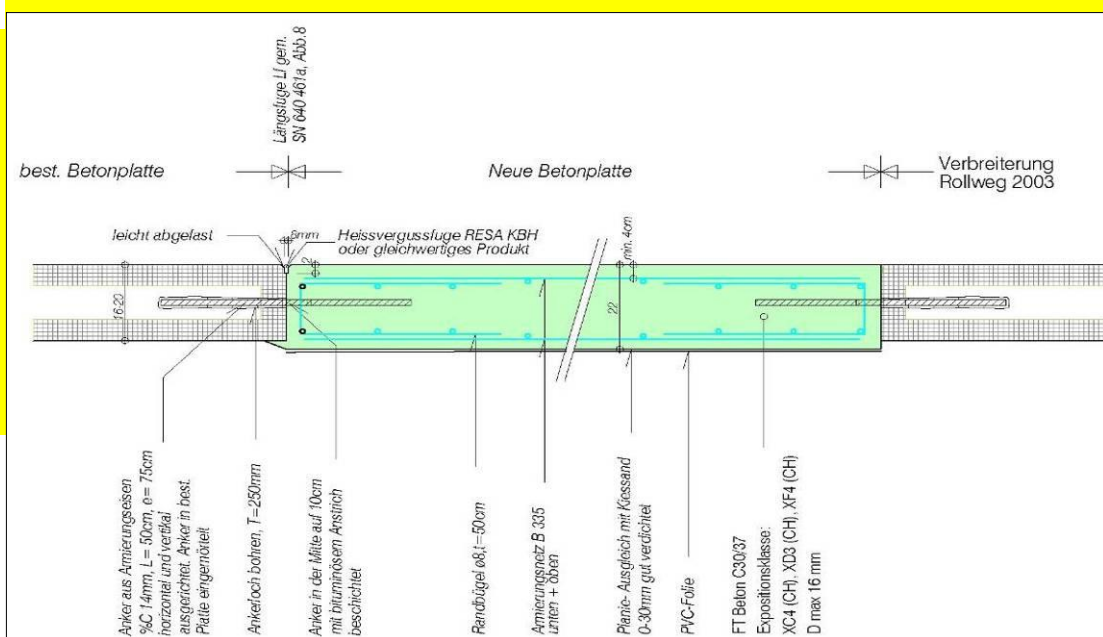 Längsfuge LI gem.
SN 640 461a, Abb.8
best. Betonplatte
Neue Betonplatte
Verbreiterung
Rollweg 2003
leicht abgefast
8mm
Heissvergussfuge RESA KBH
oder gleichwertiges Produkt
2
min. 4cm
16-20
22
Anker aus Armierungseisen
%C 14mm, L= 50cm, e= 75cm
horizontal und vertikal
ausgerichtet. Anker in best.
Platte eingemörtelt
Ankerloch bohren, T=250mm
Anker in der Mitte auf 10cm
mit bituminösem Anstrich
beschichtet
Randbügel ø8,t=50cm
Armierungsnetz B 335
unten + oben
Planie- Ausgleich mit Kiessand
0-30mm gut verdichtet
PVC-Folie
FT Beton C30/37
Expositionsklasse:
XC4 (CH), XD3 (CH), XF4 (CH)
D max 16 mm